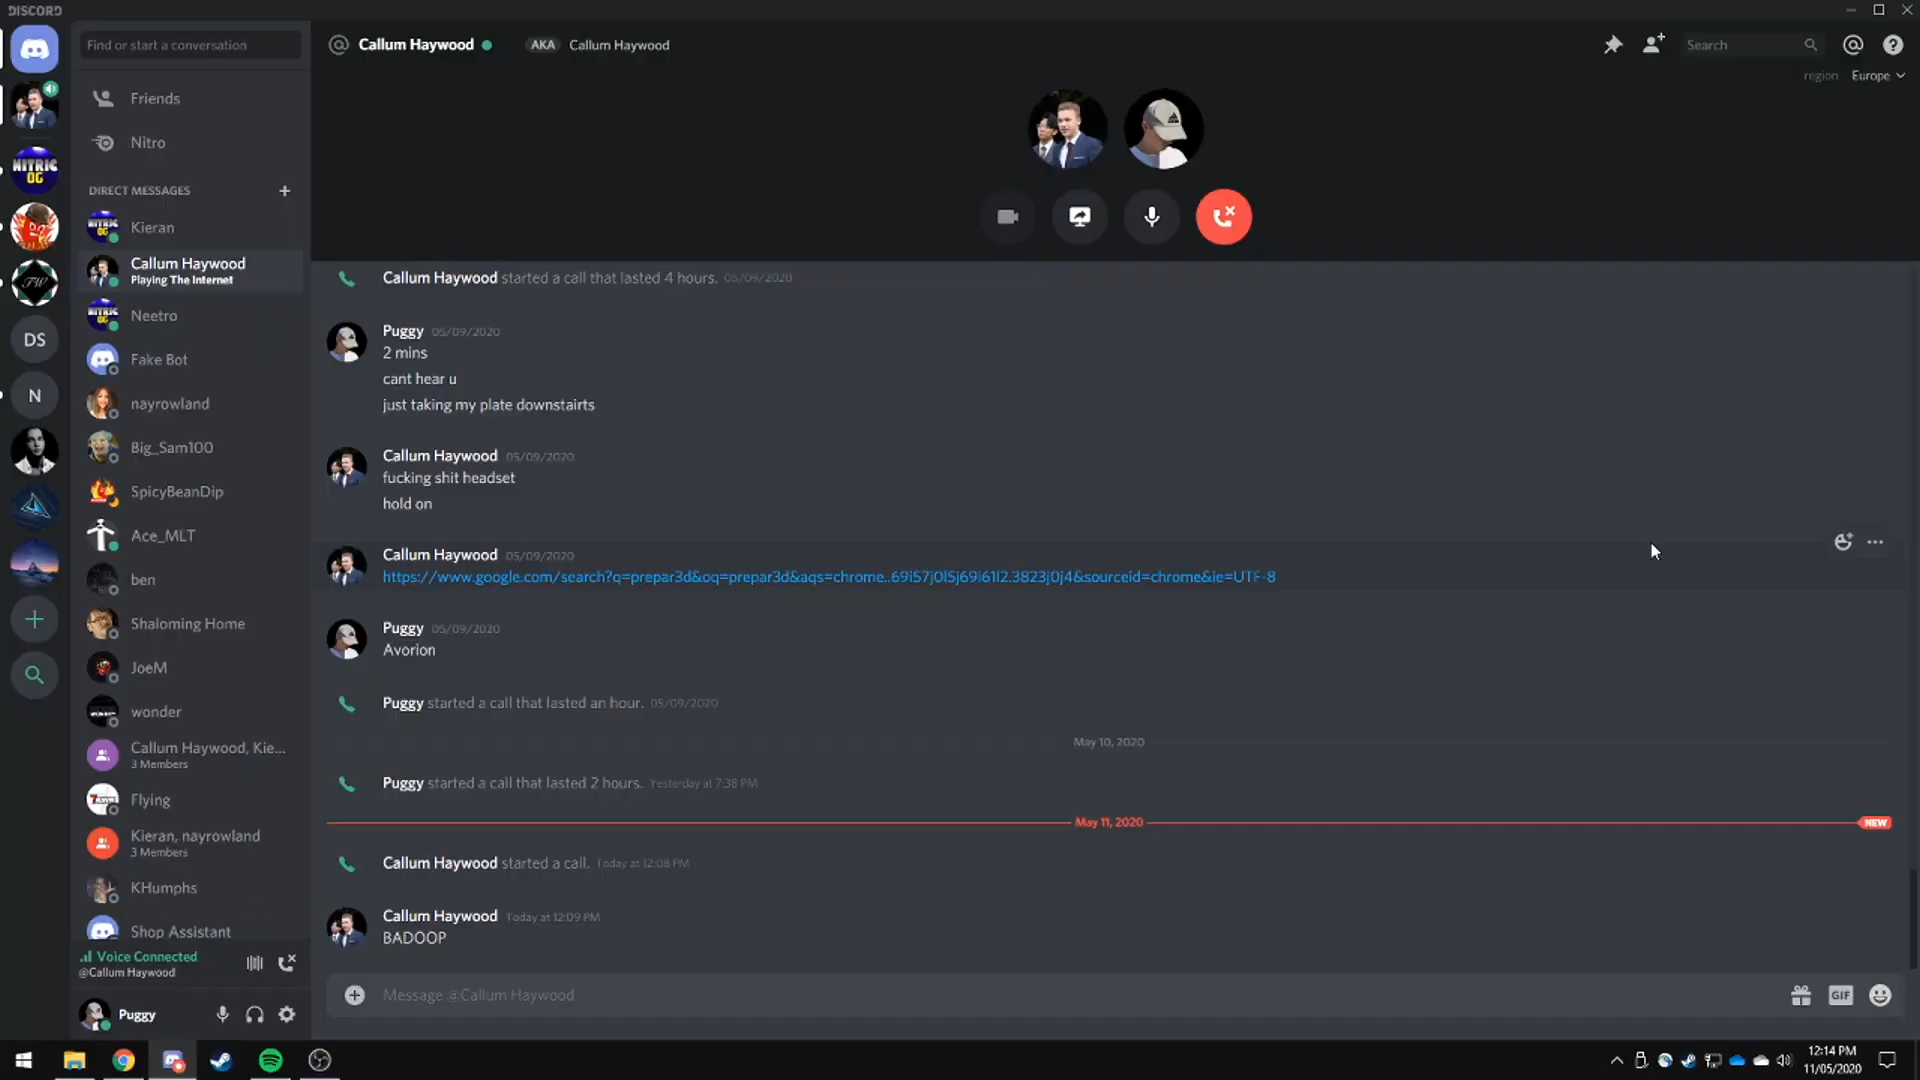 DISCORD
Find or start a conversation
Callum Haywood
AKA
Callum Haywood
Search
region
Europe
Friends
Nitro
DIRECT MESSAGES
Kieran
Callum Haywood
Playing The Internet
Neetro
Fake Bot
nayrowland
Big_Sam100
SpicyBeanDip
Ace_MLT
ben
Shaloming Home
JoeM
wonder
Callum Haywood, Kie...
3 Members
Flying
Kieran, nayrowland
3 Members
KHumphs
Shop Assistant
NITRIC OG
DS
N
Voice Connected
@Callum Haywood
Puggy
Callum Haywood started a call that lasted 4 hours. 05/09/2020
Puggy 05/09/2020
2 mins
cant hear u
just taking my plate downstairts
Callum Haywood 05/09/2020
fucking shit headset
hold on
Callum Haywood 05/09/2020
https://www.google.com/search?q=prepar3d&oq=prepar3d&aqs=chrome..69i57j0l5j69i61l2.3823j0j4&sourceid=chrome&ie=UTF-8
Puggy 05/09/2020
Avorion
Puggy started a call that lasted an hour. 05/09/2020
May 10, 2020
Puggy started a call that lasted 2 hours. Yesterday at 7:38 PM
May 11, 2020
NEW
Callum Haywood started a call. Today at 12:08 PM
Callum Haywood Today at 12:09 PM
BADOOP
Message @Callum Haywood
GIF
12:14 PM
11/05/2020